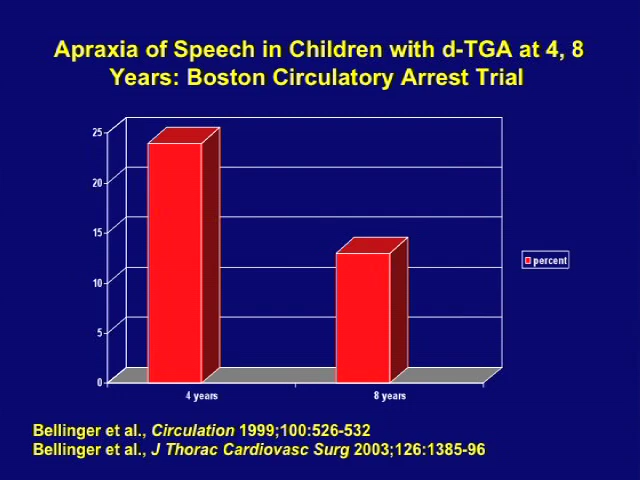 Apraxia of Speech in Children with d-TGA at 4, 8
Years: Boston Circulatory Arrest Trial
25
20
15
10
5
0
4 years
8 years
percent
Bellinger et al., Circulation 1999;100:526-532
Bellinger et al., J Thorac Cardiovasc Surg 2003;126:1385-96